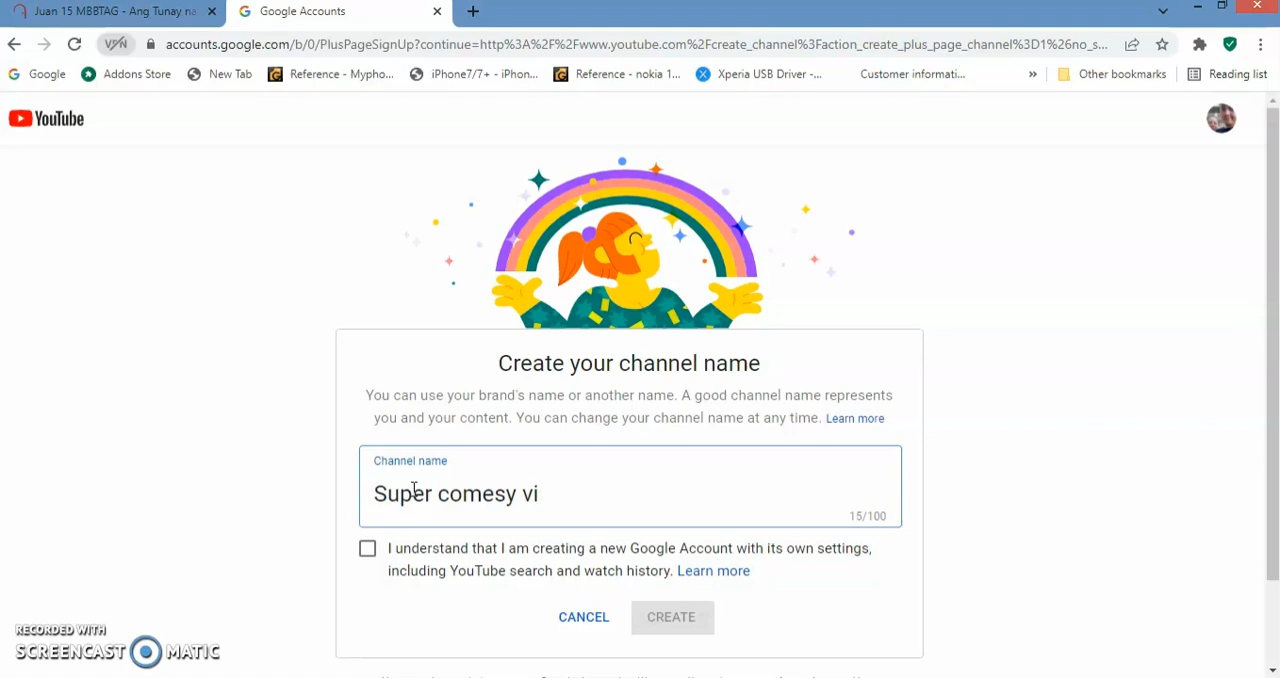 Juan 15 MBBTAG - Ang Tunay na
Google Accounts
VPN
accounts.google.com/b/0/PlusPageSignUp?continue=http%3A%2F%2Fwww.youtube.com%2Fcreate_channel%3Faction_create_plus_page_channel%3D1%26no_s...
Google
Addons Store
New Tab
Reference - Mypho...
iPhone7/7+ - iPhon...
Reference - nokia 1...
Xperia USB Driver -...
Customer informati...
»
Other bookmarks
Reading list
YouTube
Create your channel name
You can use your brand's name or another name. A good channel name represents
you and your content. You can change your channel name at any time. Learn more
Channel name
Super comesy vi
15/100
I understand that I am creating a new Google Account with its own settings,
including YouTube search and watch history. Learn more
CANCEL
CREATE
RECORDED WITH
SCREENCAST MATIC